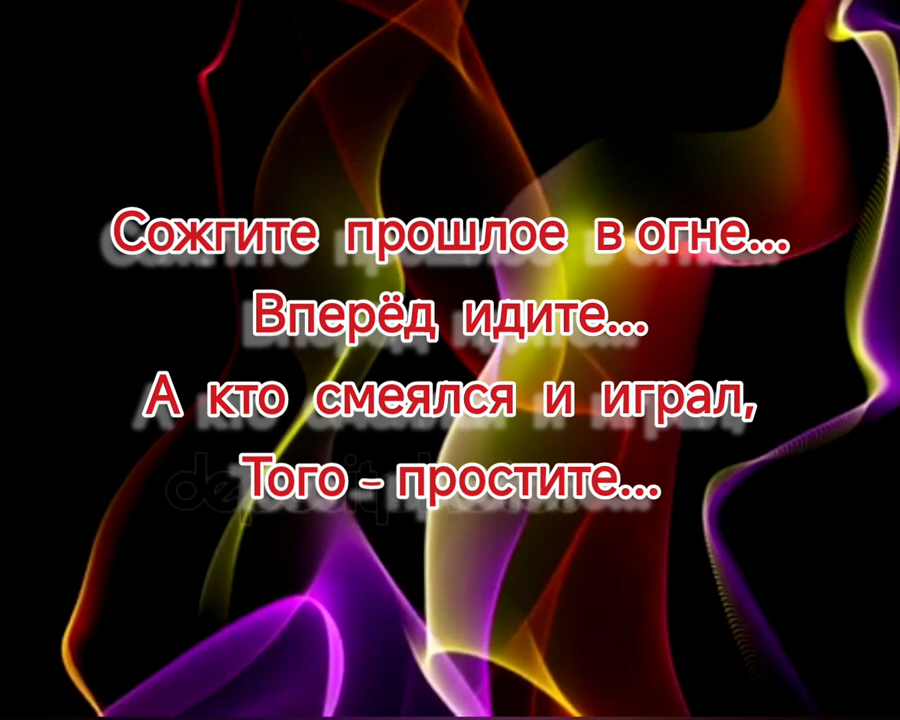 Сожгите прошлое в огне...
Вперёд идите...
А кто смеялся и играл,
Того - простите...